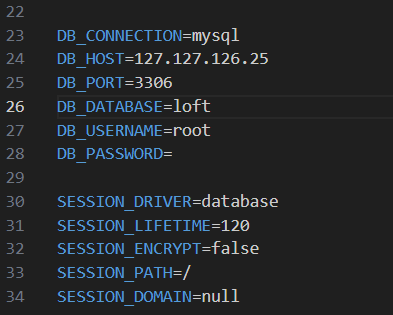 22
23 DB_CONNECTION=mysql
24 DB_HOST=127.127.126.25
25 DB_PORT=3306
26 DB_DATABASE=loft
27 DB_USERNAME=root
28 DB_PASSWORD=
29
30 SESSION_DRIVER=database
31 SESSION_LIFETIME=120
32 SESSION_ENCRYPT=false
33 SESSION_PATH=/
34 SESSION_DOMAIN=null